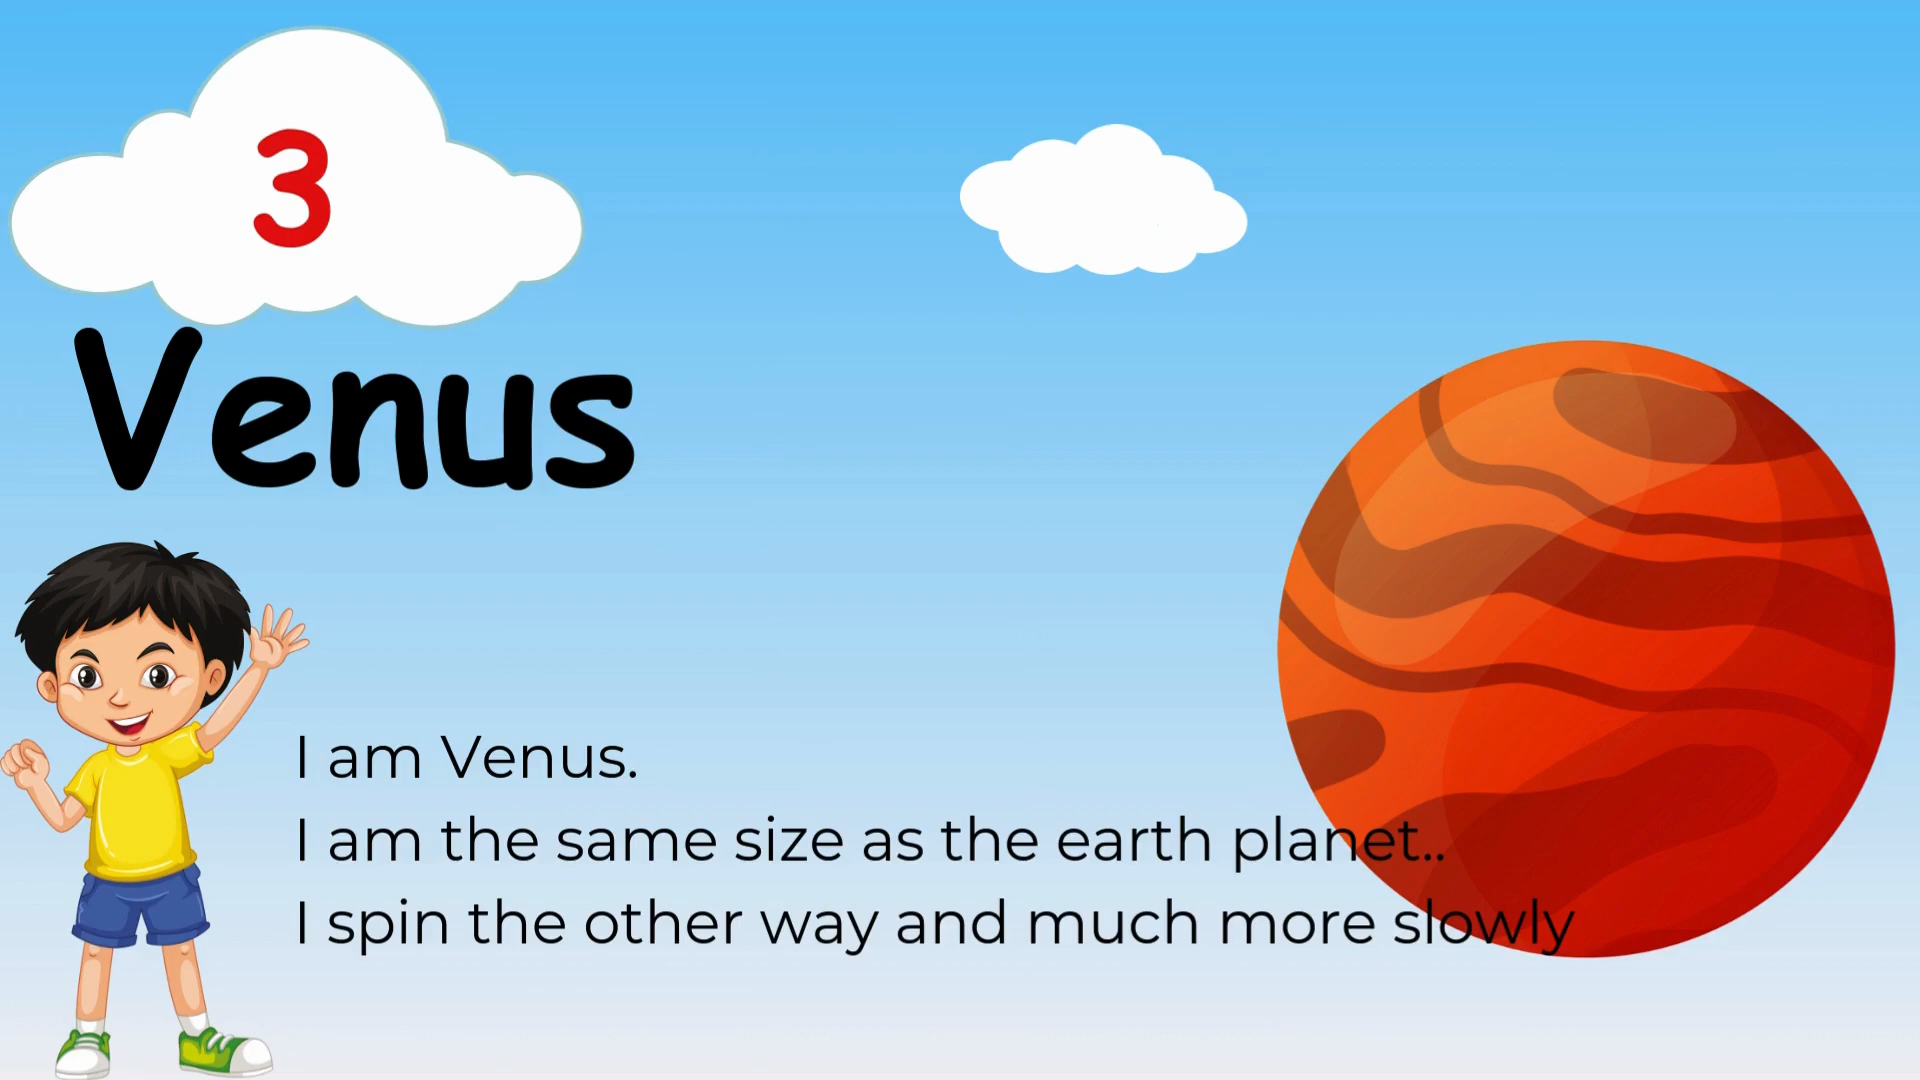 3
Venus
I am Venus.
I am the same size as the earth planet..
I spin the other way and much more slowly